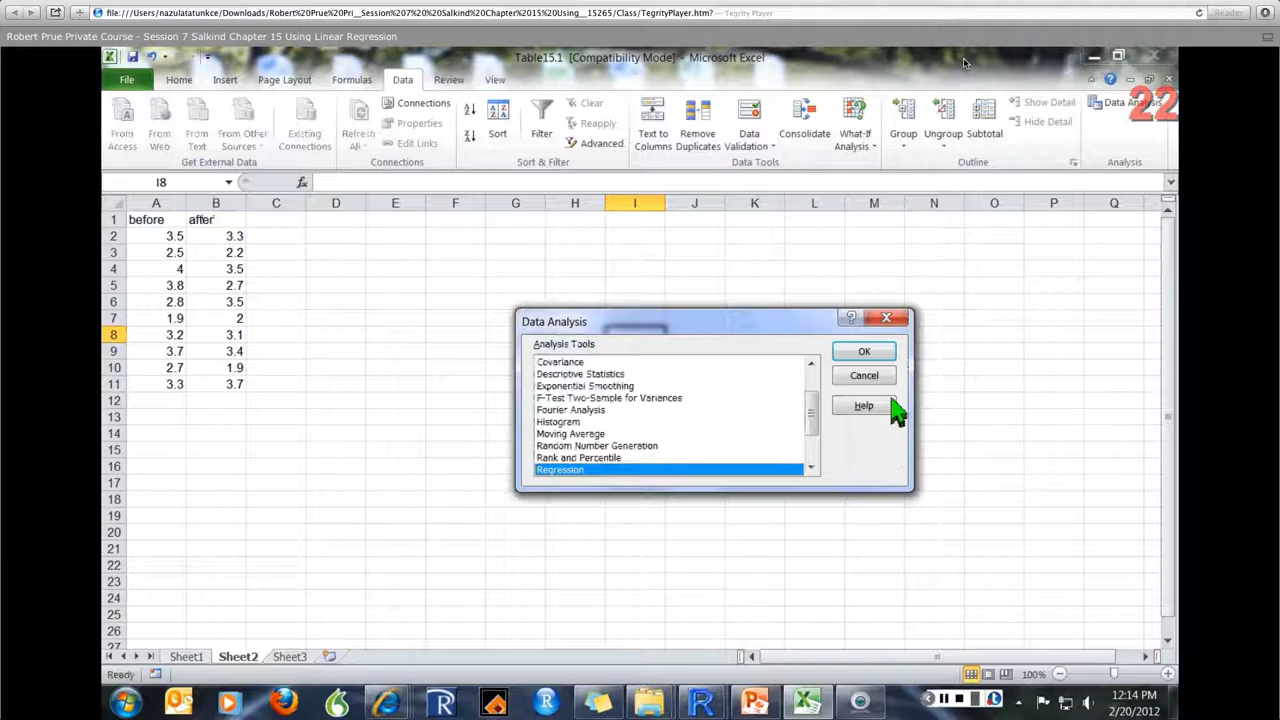 file:///Users/nazulatatunkce/Downloads/Robert%20Prue%20Pri__Session%207%20%20Salkind%20Chapter%2015%20Using__15265/Class/TegrityPlayer.htm? — Tegrity Player
Reader
Robert Prue Private Course - Session 7 Salkind Chapter 15 Using Linear Regression
Table15.1 [Compatibility Mode] - Microsoft Excel
File Home Insert Page Layout Formulas Data Review View
From Access
From Web
From Text
From Other Sources
Existing Connections
Get External Data
Refresh All
Connections
Properties
Edit Links
Connections
Sort
Filter
Clear
Reapply
Advanced
Sort & Filter
Text to Columns
Remove Duplicates
Data Validation
Consolidate
What-If Analysis
Data Tools
Group
Ungroup
Subtotal
Show Detail
Hide Detail
Outline
Data Analysis
Analysis
22
I8
fx
A B C D E F G H I J K L M N O P Q
1 before after
2 3.5 3.3
3 2.5 2.2
4 4 3.5
5 3.8 2.7
6 2.8 3.5
7 1.9 2
8 3.2 3.1
9 3.7 3.4
10 2.7 1.9
11 3.3 3.7
12
13
14
15
16
17
18
19
20
21
22
23
24
25
26
27
Data Analysis
Analysis Tools
Covariance
Descriptive Statistics
Exponential Smoothing
F-Test Two-Sample for Variances
Fourier Analysis
Histogram
Moving Average
Random Number Generation
Rank and Percentile
Regression
OK
Cancel
Help
Sheet1 Sheet2 Sheet3
Ready
100%
12:14 PM
2/20/2012